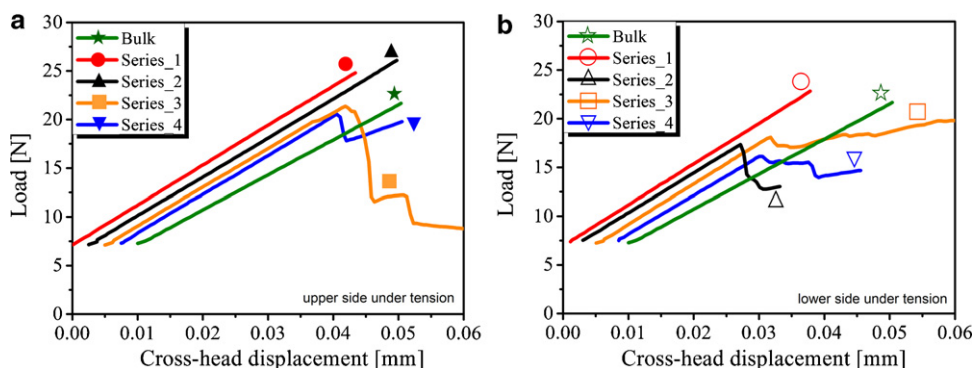 a
30
25
20
15
10
5
0
Load [N]
Bulk
Series_1
Series_2
Series_3
Series_4
upper side under tension
0.00 0.01 0.02 0.03 0.04 0.05 0.06
Cross-head displacement [mm]
b
30
25
20
15
10
5
0
Load [N]
Bulk
Series_1
Series_2
Series_3
Series_4
lower side under tension
0.00 0.01 0.02 0.03 0.04 0.05 0.06
Cross-head displacement [mm]